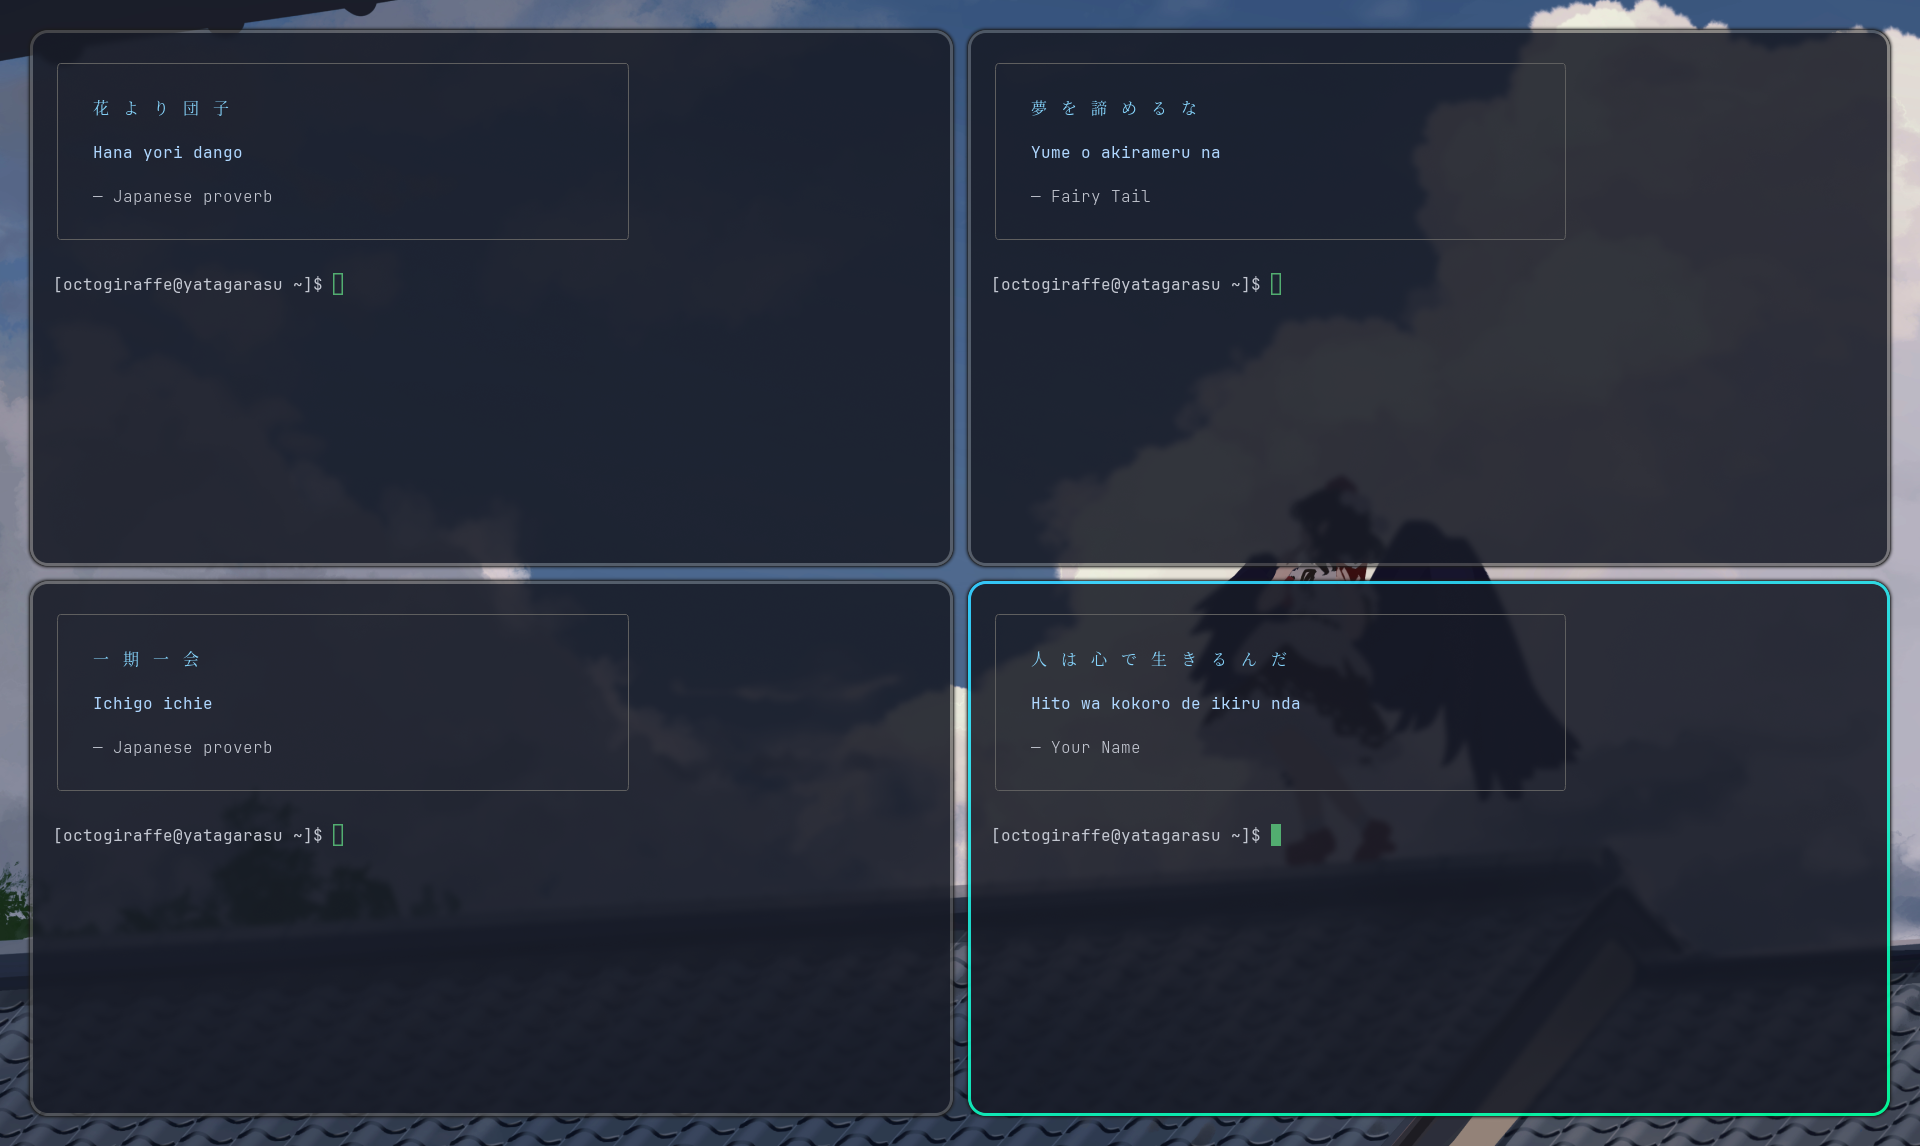 花より団子
Hana yori dango
— Japanese proverb
[octogiraffe@yatagarasu ~]$
夢を諦めるな
Yume o akirameru na
— Fairy Tail
[octogiraffe@yatagarasu ~]$
一期一会
Ichigo ichie
— Japanese proverb
[octogiraffe@yatagarasu ~]$
人は心で生きるんだ
Hito wa kokoro de ikiru nda
— Your Name
[octogiraffe@yatagarasu ~]$